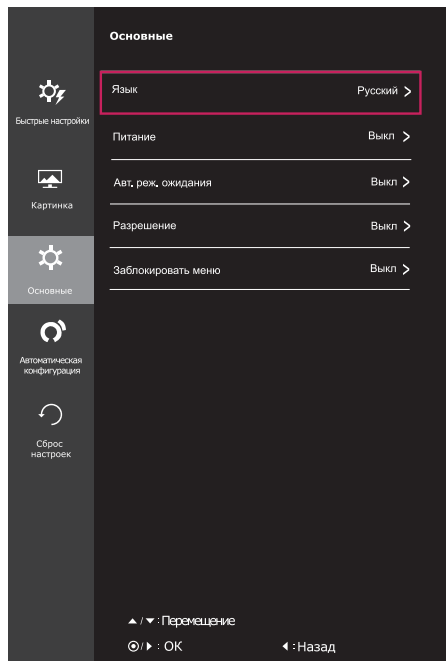 Основные
Быстрые настройки
Картинка
Основные
Автоматическая
конфигурация
Сброс
настроек
Язык Русский >
Питание Выкл >
Авт. реж. ожидания Выкл >
Разрешение Выкл >
Заблокировать меню Выкл >
▲ / ▼ : Перемещение
⦿/▶ : ОК ◀ : Назад